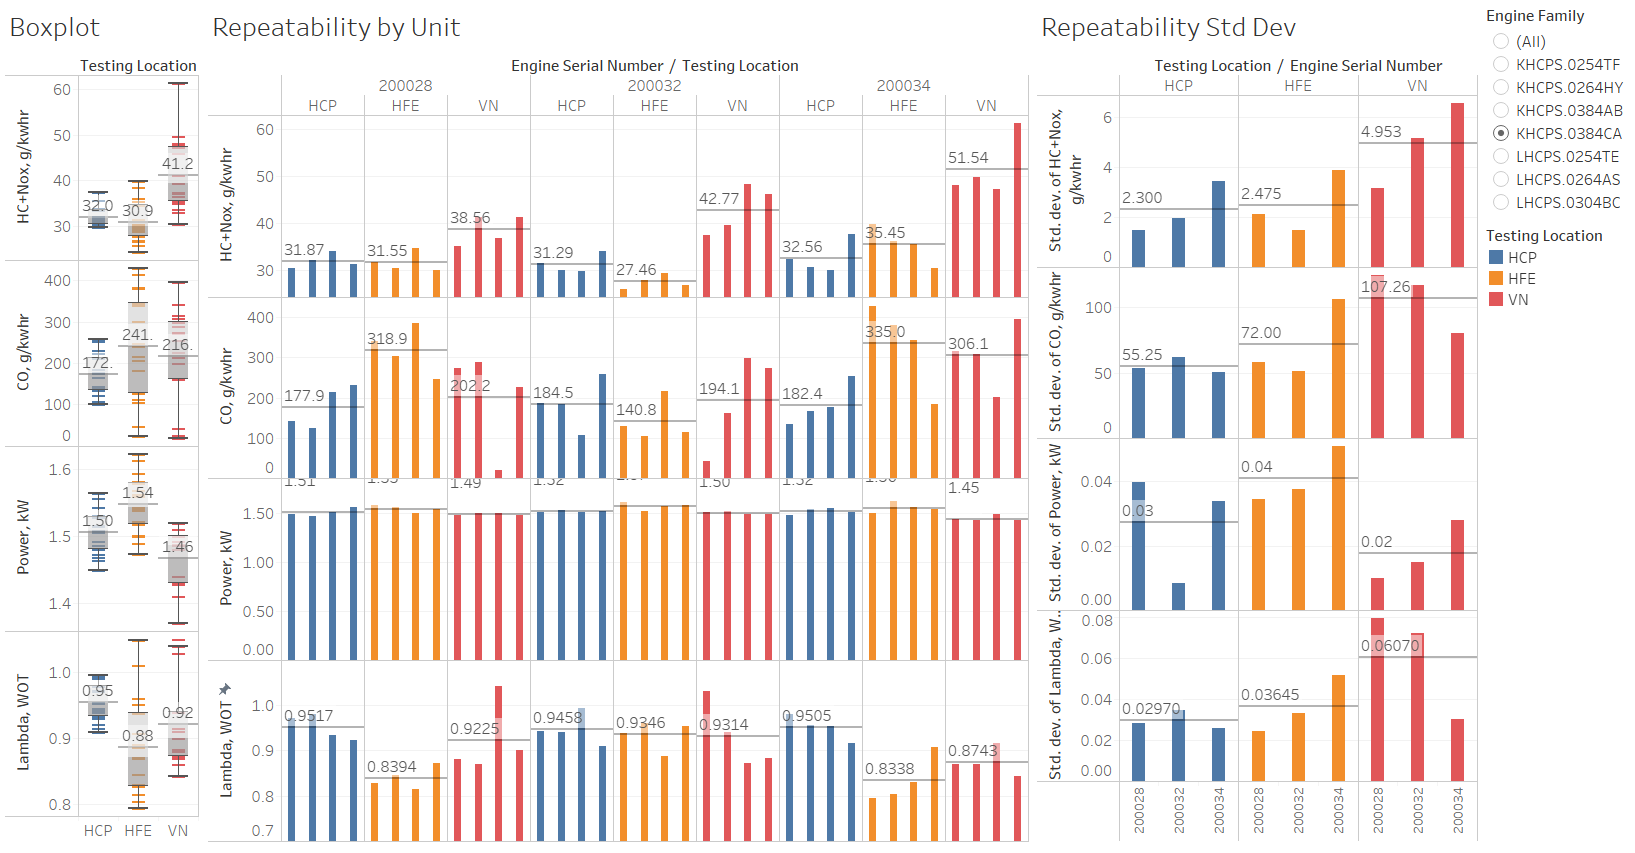 Boxplot
Testing Location
HC+Nox, g/kwhr
60
50
40
30
32.0
30.9
41.2
CO, g/kwhr
400
300
200
100
0
172.
241.
216.
Power, kW
1.6
1.5
1.4
1.50
1.54
1.46
Lambda, WOT
1.0
0.9
0.8
0.95
0.88
0.92
HCP HFE VN
Repeatability by Unit
Engine Serial Number / Testing Location
200028 200032 200034
HCP HFE VN HCP HFE VN HCP HFE VN
HC+Nox, g/kwhr
60
50
40
30
31.87 31.55 38.56 31.29 27.46 42.77 32.56 35.45 51.54
CO, g/kwhr
400
300
200
100
0
177.9 318.9 202.2 184.5 140.8 194.1 182.4 335.0 306.1
Power, kW
1.50
1.00
0.50
0.00
1.51 1.49 1.52 1.50 1.52 1.45
Lambda, WOT
1.0
0.9
0.8
0.7
0.9517 0.8394 0.9225 0.9458 0.9346 0.9314 0.9505 0.8338 0.8743
Repeatability Std Dev
Testing Location / Engine Serial Number
HCP HFE VN
Std. dev. of HC+Nox,
g/kwhr
6
4
2
0
2.300 2.475 4.953
Std. dev. of CO, g/kwhr
100
50
0
55.25 72.00 107.26
Std. dev. of Power, kW
0.04
0.02
0.00
0.03 0.04 0.02
Std. dev. of Lambda, W..
0.08
0.06
0.04
0.02
0.00
0.02970 0.03645 0.06070
200028 200032 200034 200028 200032 200034 200028 200032 200034
Engine Family
(All)
KHCPS.0254TF
KHCPS.0264HY
KHCPS.0384AB
KHCPS.0384CA
LHCPS.0254TE
LHCPS.0264AS
LHCPS.0304BC
Testing Location
HCP
HFE
VN